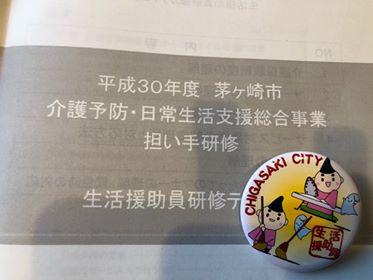 平成30年度 茅ヶ崎市
介護予防・日常生活支援総合事業
担い手研修
生活援助員研修テ
CHIGASAKI CITY
生活
援助員